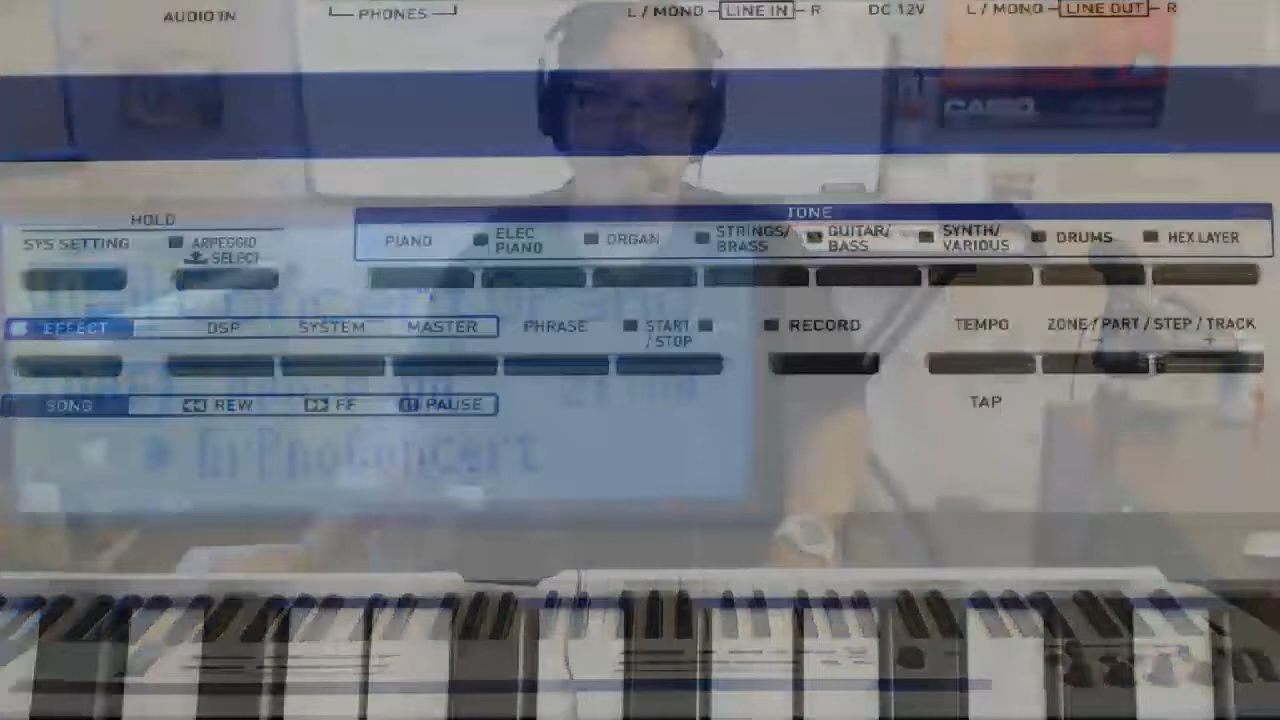 AUDIO IN
PHONES
L / MONO LINE IN R
DC 12V
L / MONO LINE OUT R
CASIO
HOLD
SYS SETTING
ARPEGGIO
SELECT
TONE
PIANO
ELEC
PIANO
ORGAN
STRINGS/
BRASS
GUITAR/
BASS
SYNTH/
VARIOUS
DRUMS
HEX LAYER
EFFECT
DSP
SYSTEM
MASTER
PHRASE
START
/ STOP
RECORD
TEMPO
ZONE / PART / STEP / TRACK
− +
SONG
REW
FF
PAUSE
TAP
GrPnoConcert